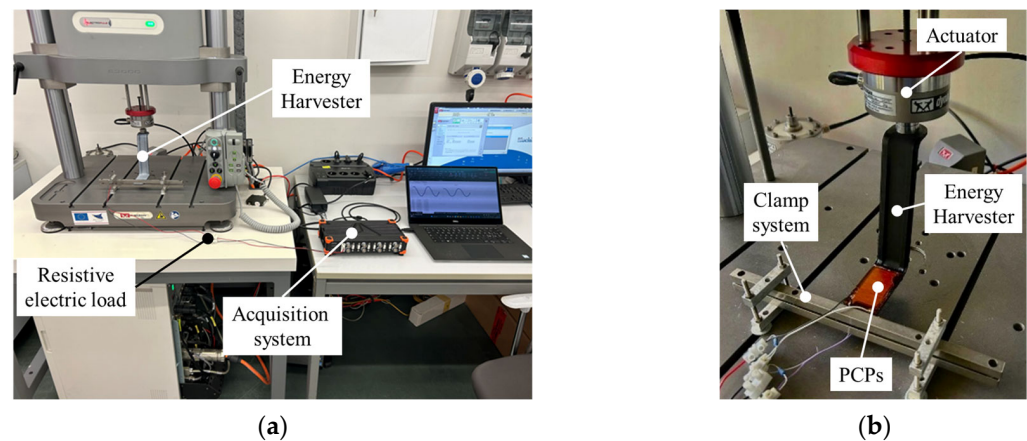 Energy
Harvester
Resistive
electric load
Acquisition
system
Actuator
Clamp
system
Energy
Harvester
PCPs
(a)
(b)